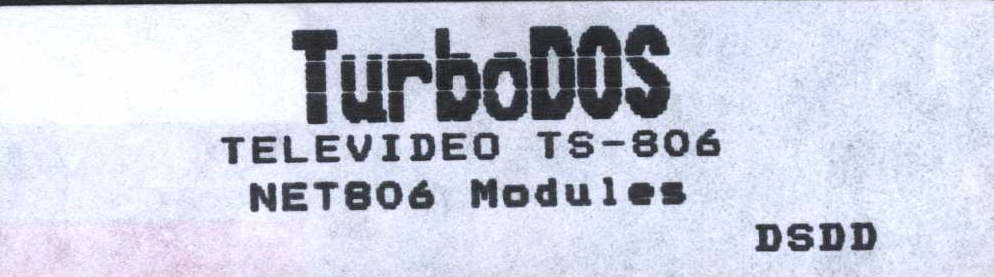 TurboDOS
TELEVIDEO TS-806
NET806 Modules
DSDD